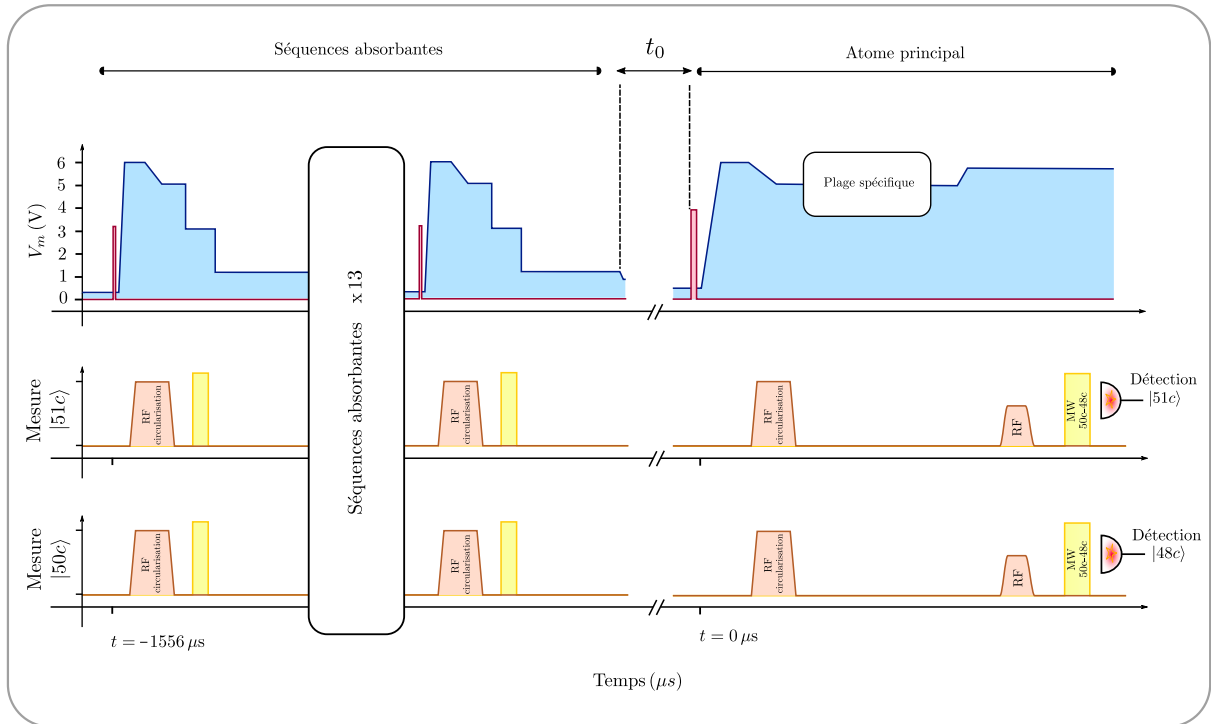 Séquences absorbantes
t₀
Atome principal
V_m (V)
6
5
4
3
2
1
0
Plage spécifique
Séquences absorbantes x 13
Mesure
|51c⟩
RF
circularisation
RF
circularisation
RF
circularisation
RF
MW
50c-48c
Détection
|51c⟩
Mesure
|50c⟩
RF
circularisation
RF
circularisation
RF
circularisation
RF
MW
50c-48c
Détection
|48c⟩
t = −1556 μs
t = 0 μs
Temps (μs)